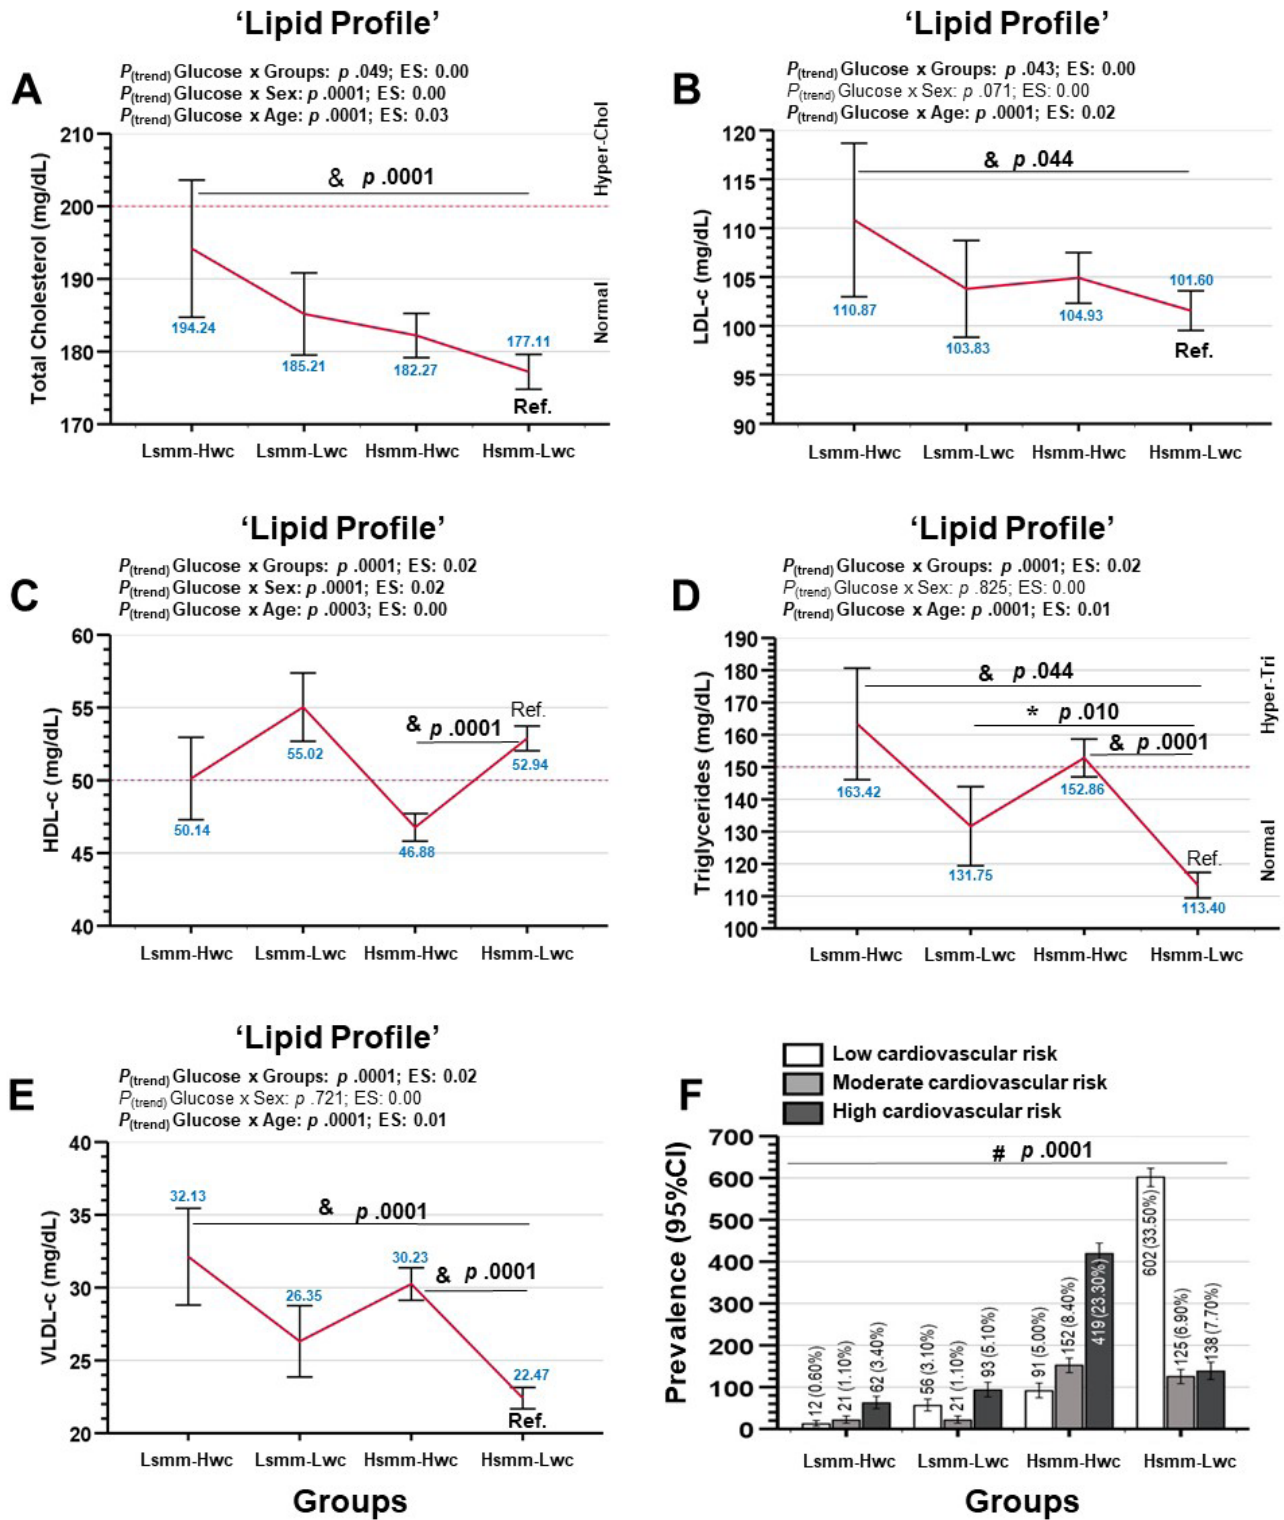 ‘Lipid Profile’
A
P(trend) Glucose x Groups: p .049; ES: 0.00
P(trend) Glucose x Sex: p .0001; ES: 0.00
P(trend) Glucose x Age: p .0001; ES: 0.03
Total Cholesterol (mg/dL)
210
200
190
180
170
& p .0001
Hyper-Chol
Normal
194.24
185.21
182.27
177.11
Ref.
Lsmm-Hwc Lsmm-Lwc Hsmm-Hwc Hsmm-Lwc
‘Lipid Profile’
B
P(trend) Glucose x Groups: p .043; ES: 0.00
P(trend) Glucose x Sex: p .071; ES: 0.00
P(trend) Glucose x Age: p .0001; ES: 0.02
LDL-c (mg/dL)
120
115
110
105
100
95
90
& p .044
110.87
103.83
104.93
101.60
Ref.
Lsmm-Hwc Lsmm-Lwc Hsmm-Hwc Hsmm-Lwc
‘Lipid Profile’
C
P(trend) Glucose x Groups: p .0001; ES: 0.02
P(trend) Glucose x Sex: p .0001; ES: 0.02
P(trend) Glucose x Age: p .0003; ES: 0.00
HDL-c (mg/dL)
60
55
50
45
40
& p .0001
Ref.
50.14
55.02
46.88
52.94
Lsmm-Hwc Lsmm-Lwc Hsmm-Hwc Hsmm-Lwc
‘Lipid Profile’
D
P(trend) Glucose x Groups: p .0001; ES: 0.02
P(trend) Glucose x Sex: p .825; ES: 0.00
P(trend) Glucose x Age: p .0001; ES: 0.01
Triglycerides (mg/dL)
190
180
170
160
150
140
130
120
110
100
& p .044
* p .010
& p .0001
Hyper-Tri
Normal
163.42
131.75
152.86
Ref.
113.40
Lsmm-Hwc Lsmm-Lwc Hsmm-Hwc Hsmm-Lwc
‘Lipid Profile’
E
P(trend) Glucose x Groups: p .0001; ES: 0.02
P(trend) Glucose x Sex: p .721; ES: 0.00
P(trend) Glucose x Age: p .0001; ES: 0.01
VLDL-c (mg/dL)
40
35
30
25
20
& p .0001
& p .0001
32.13
26.35
30.23
22.47
Ref.
Lsmm-Hwc Lsmm-Lwc Hsmm-Hwc Hsmm-Lwc
Groups
F
Low cardiovascular risk
Moderate cardiovascular risk
High cardiovascular risk
Prevalence (95%CI)
700
600
500
400
300
200
100
0
# p .0001
12 (0.60%)
21 (1.10%)
62 (3.40%)
56 (3.10%)
21 (1.10%)
93 (5.10%)
91 (5.00%)
152 (8.40%)
419 (23.30%)
602 (33.50%)
125 (6.90%)
138 (7.70%)
Lsmm-Hwc Lsmm-Lwc Hsmm-Hwc Hsmm-Lwc
Groups